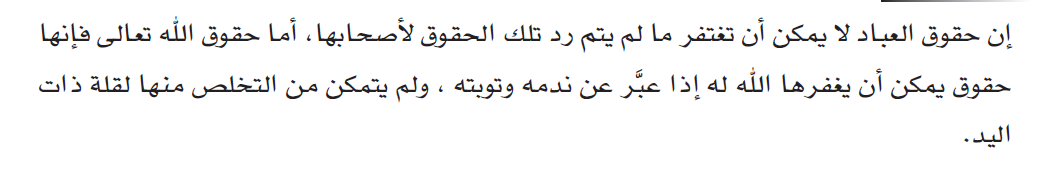 إن حقوق العباد لا يمكن أن تغتفر ما لم يتم رد تلك الحقوق لأصحابها، أما حقوق الله تعالى فإنها
حقوق يمكن أن يغفرها الله له إذا عبَّر عن ندمه وتوبته ، ولم يتمكن من التخلص منها لقلة ذات
اليد.